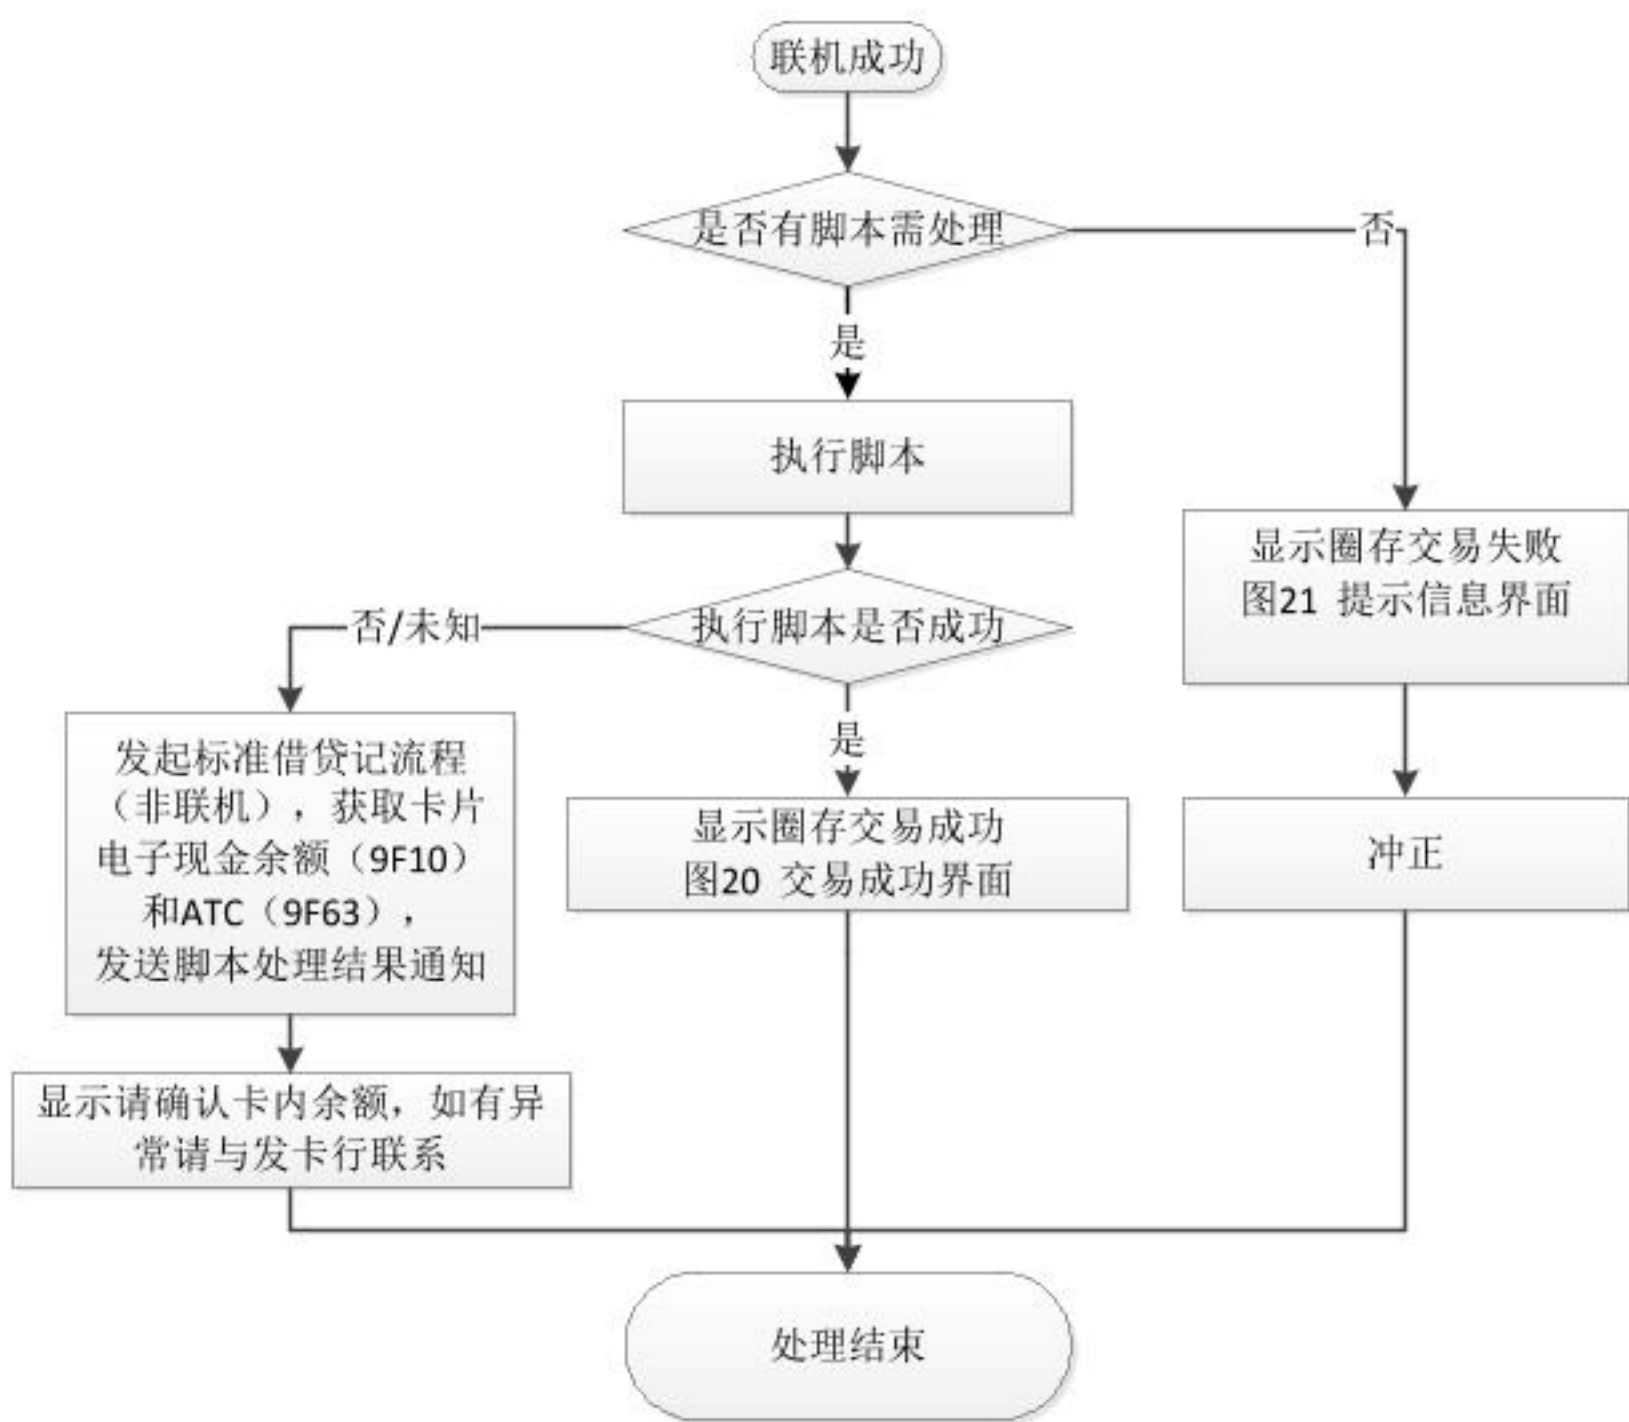 联机成功
是否有脚本需处理
否
是
执行脚本
显示圈存交易失败
图21 提示信息界面
执行脚本是否成功
否/未知
是
发起标准借贷记流程
（非联机），获取卡片
电子现金余额（9F10）
和ATC（9F63），
发送脚本处理结果通知
显示圈存交易成功
图20 交易成功界面
冲正
显示请确认卡内余额，如有异
常请与发卡行联系
处理结束